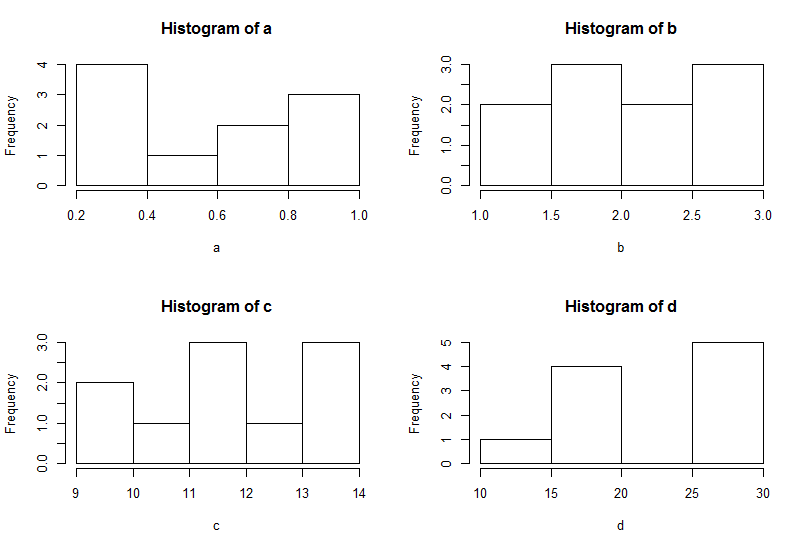 Histogram of a
Frequency
0 1 2 3 4
0.2 0.4 0.6 0.8 1.0
a
Histogram of b
Frequency
0.0 1.0 2.0 3.0
1.0 1.5 2.0 2.5 3.0
b
Histogram of c
Frequency
0.0 1.0 2.0 3.0
9 10 11 12 13 14
c
Histogram of d
Frequency
0 1 2 3 4 5
10 15 20 25 30
d